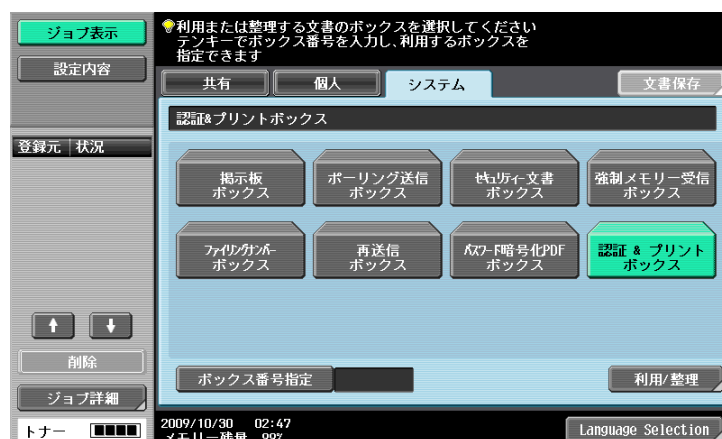 ジョブ表示
設定内容
登録元 状況
削除
ジョブ詳細
トナー
利用または整理する文書のボックスを選択してください
テンキーでボックス番号を入力し、利用するボックスを
指定できます
共有 個人 システム 文書保存
認証&プリントボックス
掲示板
ボックス
ポーリング送信
ボックス
セキュリティー文書
ボックス
強制メモリー受信
ボックス
ファイリングナンバー
ボックス
再送信
ボックス
パスワード暗号化PDF
ボックス
認証 & プリント
ボックス
ボックス番号指定
利用/整理
2009/10/30 02:47
メモリー残量 99%
Language Selection